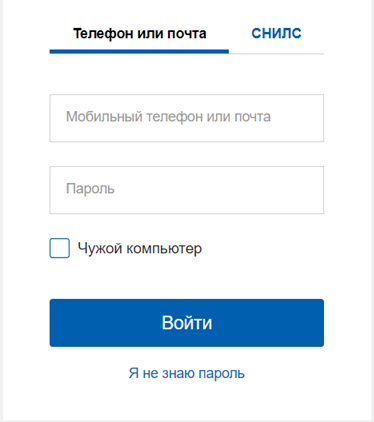 Телефон или почта СНИЛС
Мобильный телефон или почта
Пароль
Чужой компьютер
Войти
Я не знаю пароль